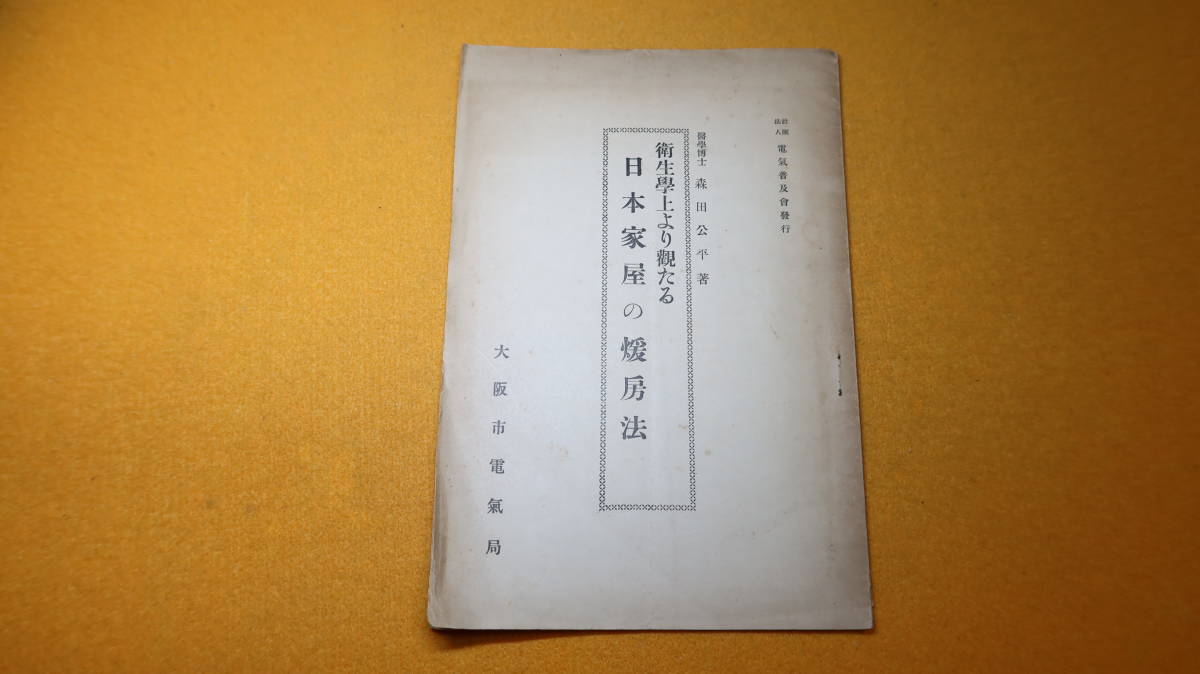 社團法人 電氣普及會發行
醫學博士 森田公平著
衛生學上より觀たる
日本家屋の煖房法
大阪市電氣局